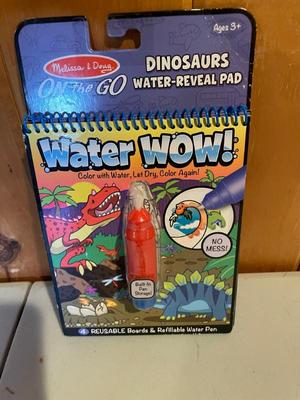 Ages 3+
Melissa & Doug
ON the GO
DINOSAURS
WATER-REVEAL PAD
Water WOW!
Color with Water, Let Dry, Color Again!
NO
MESS!
Built-In
Pen
Storage!
4 REUSABLE Boards & Refillable Water Pen